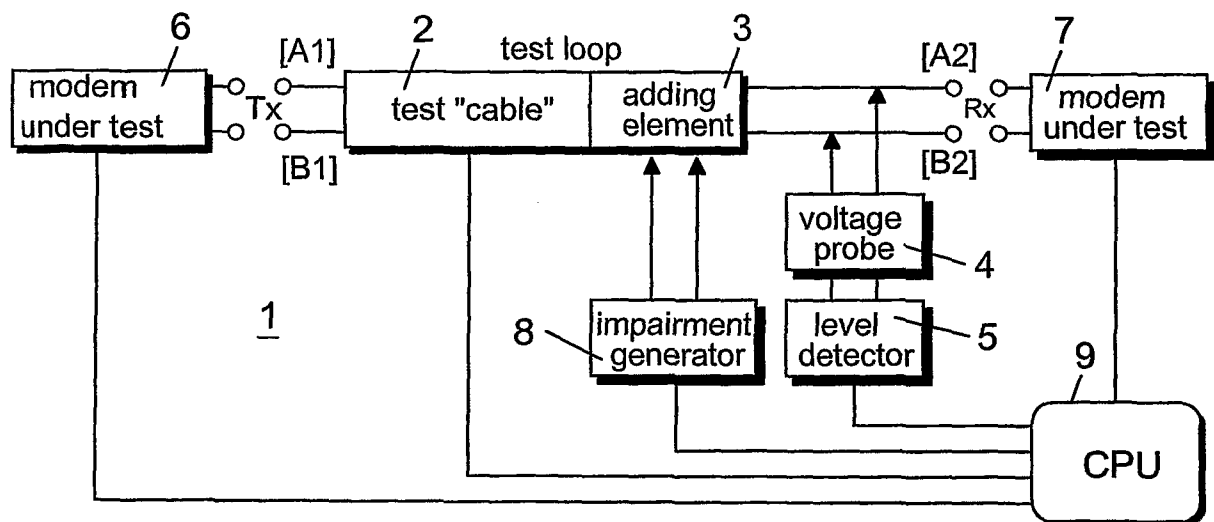 6
[A1]
2
test loop
3
[A2]
7
modem
under test
Tx
test "cable"
adding
element
Rx
modem
under test
[B1]
[B2]
voltage
probe
4
1
8
impairment
generator
level
detector
5
9
CPU